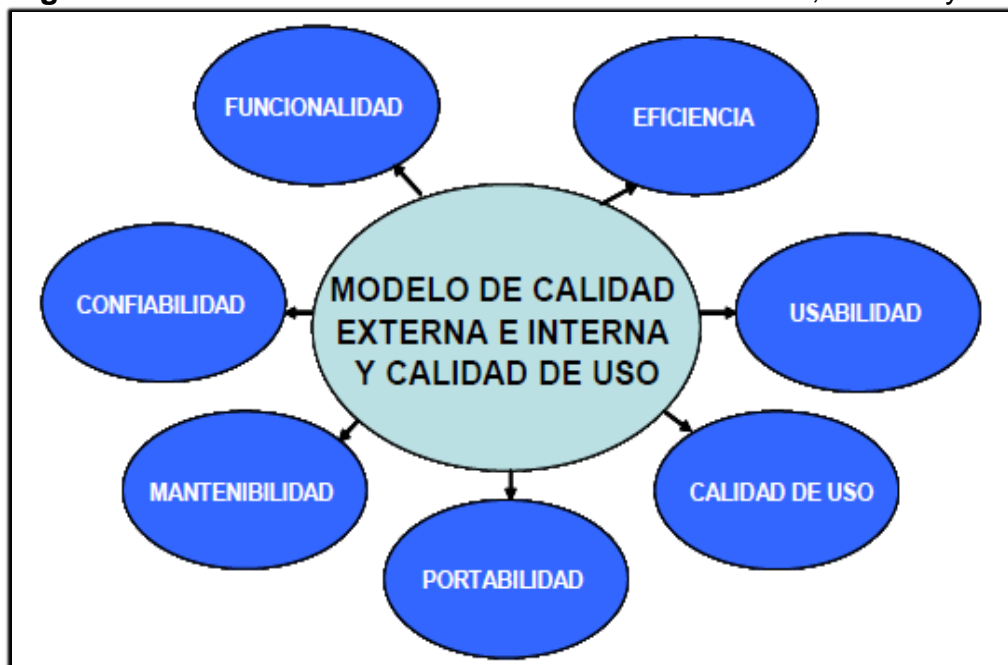 FUNCIONALIDAD
EFICIENCIA
CONFIABILIDAD
MODELO DE CALIDAD
EXTERNA E INTERNA
Y CALIDAD DE USO
USABILIDAD
MANTENIBILIDAD
CALIDAD DE USO
PORTABILIDAD